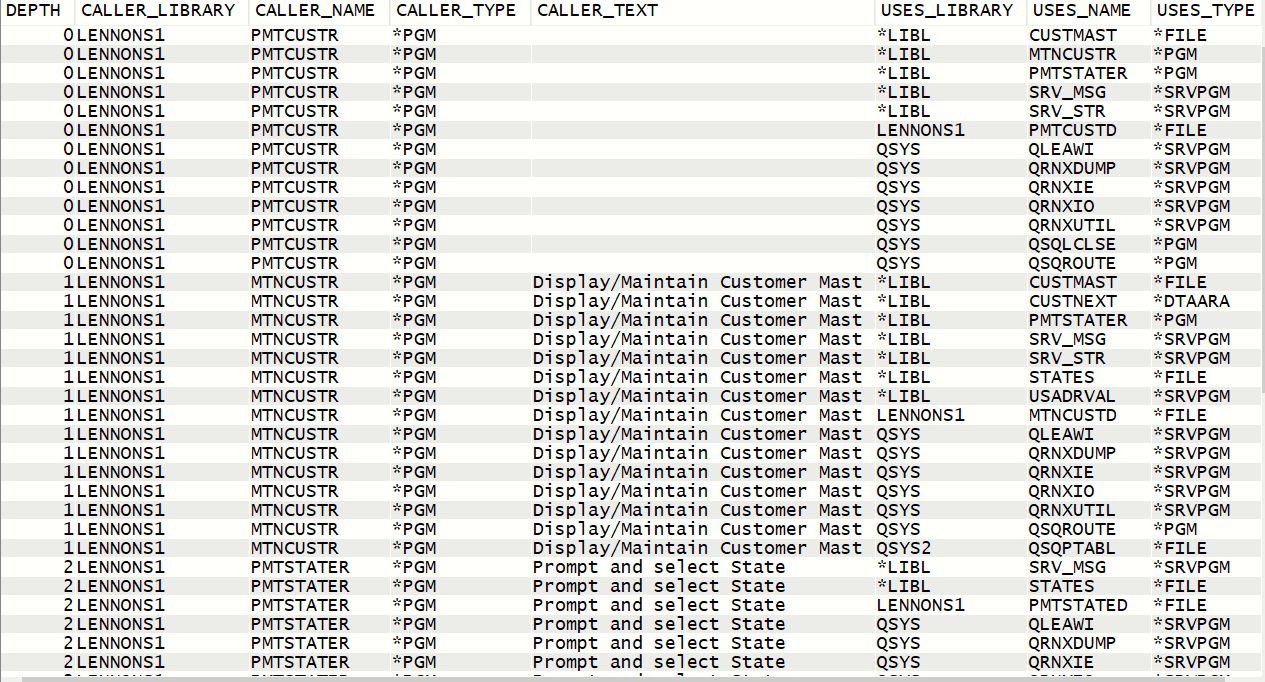 DEPTH CALLER_LIBRARY CALLER_NAME CALLER_TYPE CALLER_TEXT USES_LIBRARY USES_NAME USES_TYPE
0 LENNONS1 PMTCUSTR *PGM *LIBL CUSTMAST *FILE
0 LENNONS1 PMTCUSTR *PGM *LIBL MTNCUSTR *PGM
0 LENNONS1 PMTCUSTR *PGM *LIBL PMTSTATER *PGM
0 LENNONS1 PMTCUSTR *PGM *LIBL SRV_MSG *SRVPGM
0 LENNONS1 PMTCUSTR *PGM *LIBL SRV_STR *SRVPGM
0 LENNONS1 PMTCUSTR *PGM LENNONS1 PMTCUSTD *FILE
0 LENNONS1 PMTCUSTR *PGM QSYS QLEAWI *SRVPGM
0 LENNONS1 PMTCUSTR *PGM QSYS QRNXDUMP *SRVPGM
0 LENNONS1 PMTCUSTR *PGM QSYS QRNXIE *SRVPGM
0 LENNONS1 PMTCUSTR *PGM QSYS QRNXIO *SRVPGM
0 LENNONS1 PMTCUSTR *PGM QSYS QRNXUTIL *SRVPGM
0 LENNONS1 PMTCUSTR *PGM QSYS QSQLCLSE *PGM
0 LENNONS1 PMTCUSTR *PGM QSYS QSQROUTE *PGM
1 LENNONS1 MTNCUSTR *PGM Display/Maintain Customer Mast *LIBL CUSTMAST *FILE
1 LENNONS1 MTNCUSTR *PGM Display/Maintain Customer Mast *LIBL CUSTNEXT *DTAARA
1 LENNONS1 MTNCUSTR *PGM Display/Maintain Customer Mast *LIBL PMTSTATER *PGM
1 LENNONS1 MTNCUSTR *PGM Display/Maintain Customer Mast *LIBL SRV_MSG *SRVPGM
1 LENNONS1 MTNCUSTR *PGM Display/Maintain Customer Mast *LIBL SRV_STR *SRVPGM
1 LENNONS1 MTNCUSTR *PGM Display/Maintain Customer Mast *LIBL STATES *FILE
1 LENNONS1 MTNCUSTR *PGM Display/Maintain Customer Mast *LIBL USADRVAL *SRVPGM
1 LENNONS1 MTNCUSTR *PGM Display/Maintain Customer Mast LENNONS1 MTNCUSTD *FILE
1 LENNONS1 MTNCUSTR *PGM Display/Maintain Customer Mast QSYS QLEAWI *SRVPGM
1 LENNONS1 MTNCUSTR *PGM Display/Maintain Customer Mast QSYS QRNXDUMP *SRVPGM
1 LENNONS1 MTNCUSTR *PGM Display/Maintain Customer Mast QSYS QRNXIE *SRVPGM
1 LENNONS1 MTNCUSTR *PGM Display/Maintain Customer Mast QSYS QRNXIO *SRVPGM
1 LENNONS1 MTNCUSTR *PGM Display/Maintain Customer Mast QSYS QRNXUTIL *SRVPGM
1 LENNONS1 MTNCUSTR *PGM Display/Maintain Customer Mast QSYS QSQROUTE *PGM
1 LENNONS1 MTNCUSTR *PGM Display/Maintain Customer Mast QSYS2 QSQPTABL *FILE
2 LENNONS1 PMTSTATER *PGM Prompt and select State *LIBL SRV_MSG *SRVPGM
2 LENNONS1 PMTSTATER *PGM Prompt and select State *LIBL STATES *FILE
2 LENNONS1 PMTSTATER *PGM Prompt and select State LENNONS1 PMTSTATED *FILE
2 LENNONS1 PMTSTATER *PGM Prompt and select State QSYS QLEAWI *SRVPGM
2 LENNONS1 PMTSTATER *PGM Prompt and select State QSYS QRNXDUMP *SRVPGM
2 LENNONS1 PMTSTATER *PGM Prompt and select State QSYS QRNXIE *SRVPGM